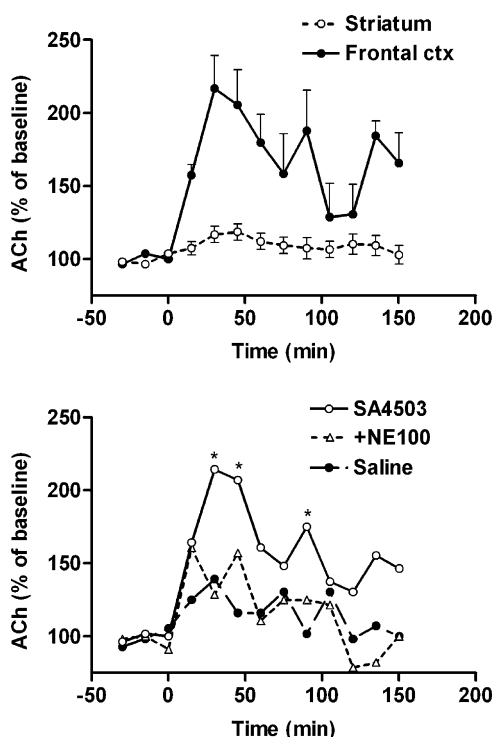 Striatum
Frontal ctx
250
200
150
100
ACh (% of baseline)
-50 0 50 100 150 200
Time (min)
SA4503
+NE100
Saline
250
200
150
100
ACh (% of baseline)
* * *
-50 0 50 100 150 200
Time (min)